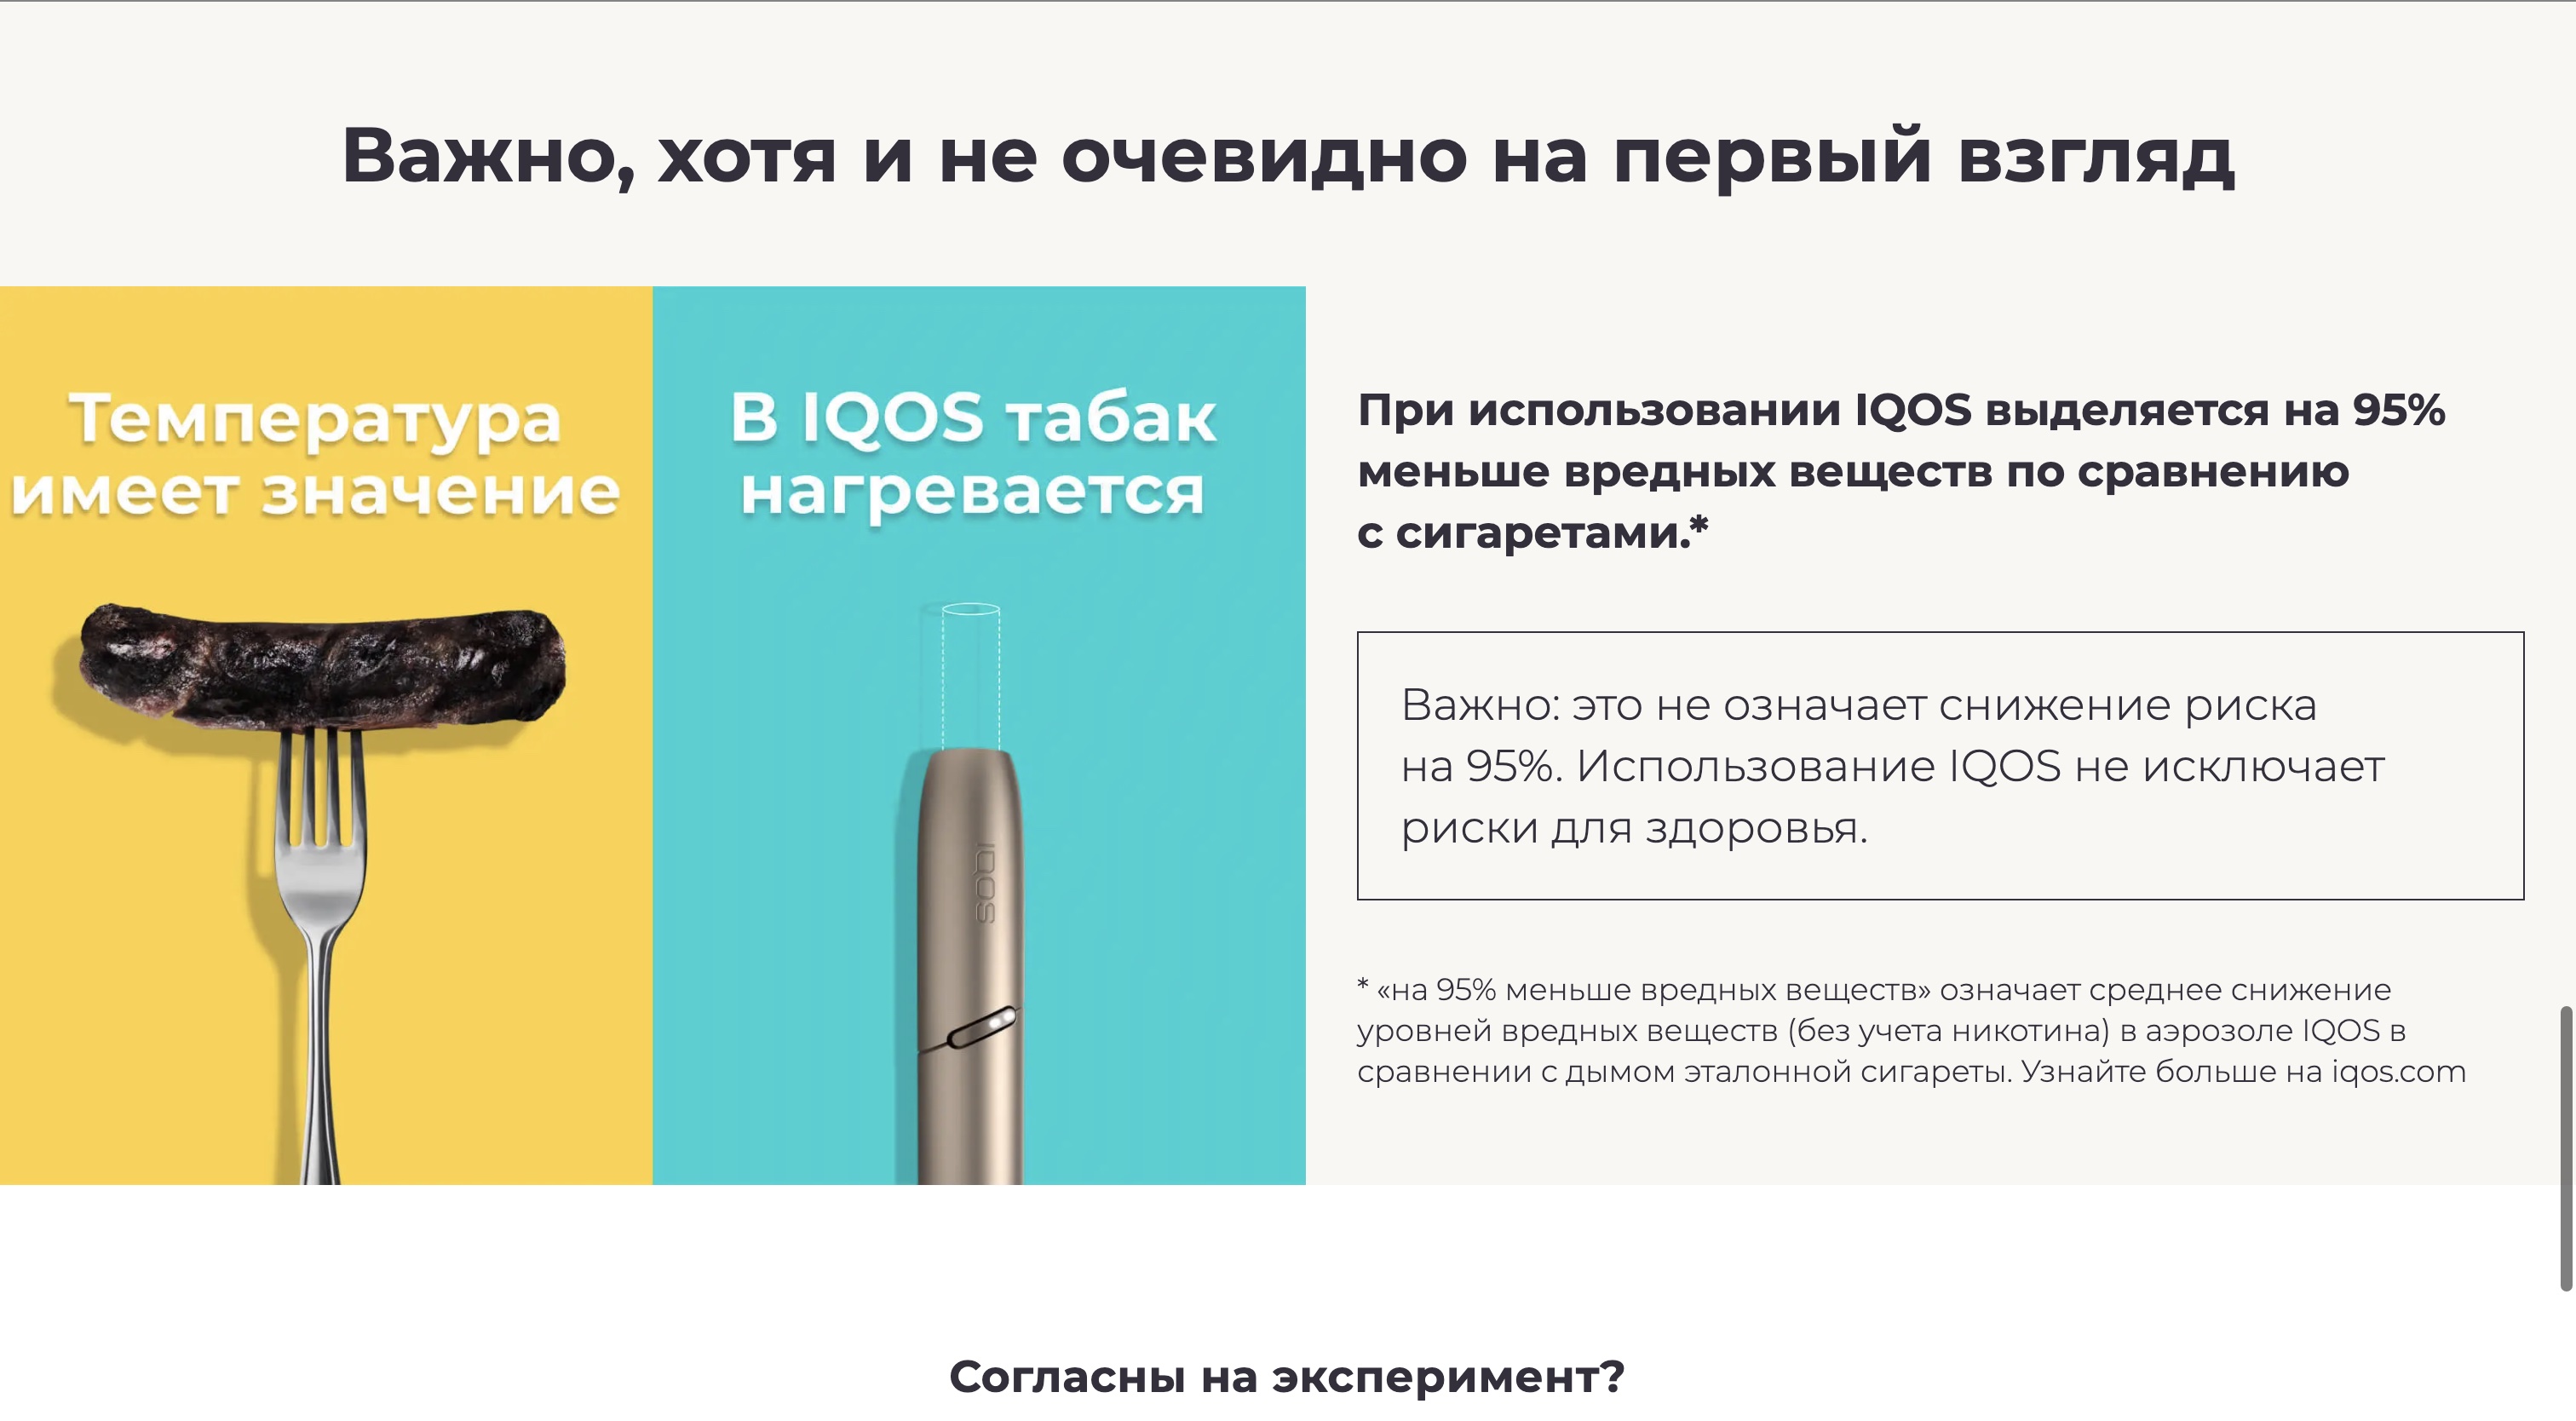 Важно, хотя и не очевидно на первый взгляд
Температура
имеет значение
В IQOS табак
нагревается
IQOS
При использовании IQOS выделяется на 95%
меньше вредных веществ по сравнению
с сигаретами.*
Важно: это не означает снижение риска
на 95%. Использование IQOS не исключает
риски для здоровья.
* «на 95% меньше вредных веществ» означает среднее снижение
уровней вредных веществ (без учета никотина) в аэрозоле IQOS в
сравнении с дымом эталонной сигареты. Узнайте больше на iqos.com
Согласны на эксперимент?